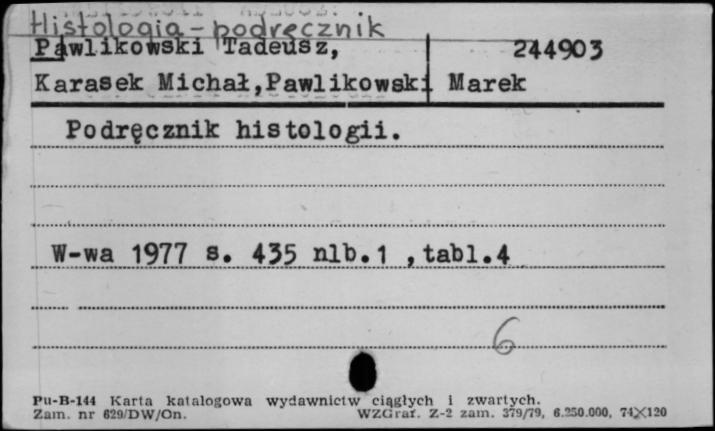 Histologia - podręcznik
Pawlikowski Tadeusz, 244903
Karasek Michał,Pawlikowski Marek
Podręcznik histologii.
W-wa 1977 s. 435 nlb.1 ,tabl.4
6
Pu-B-144 Karta katalogowa wydawnictw ciągłych i zwartych.
Zam. nr 629/DW/On. WZGraf. Z-2 zam. 379/79, 6.250.000, 74×120